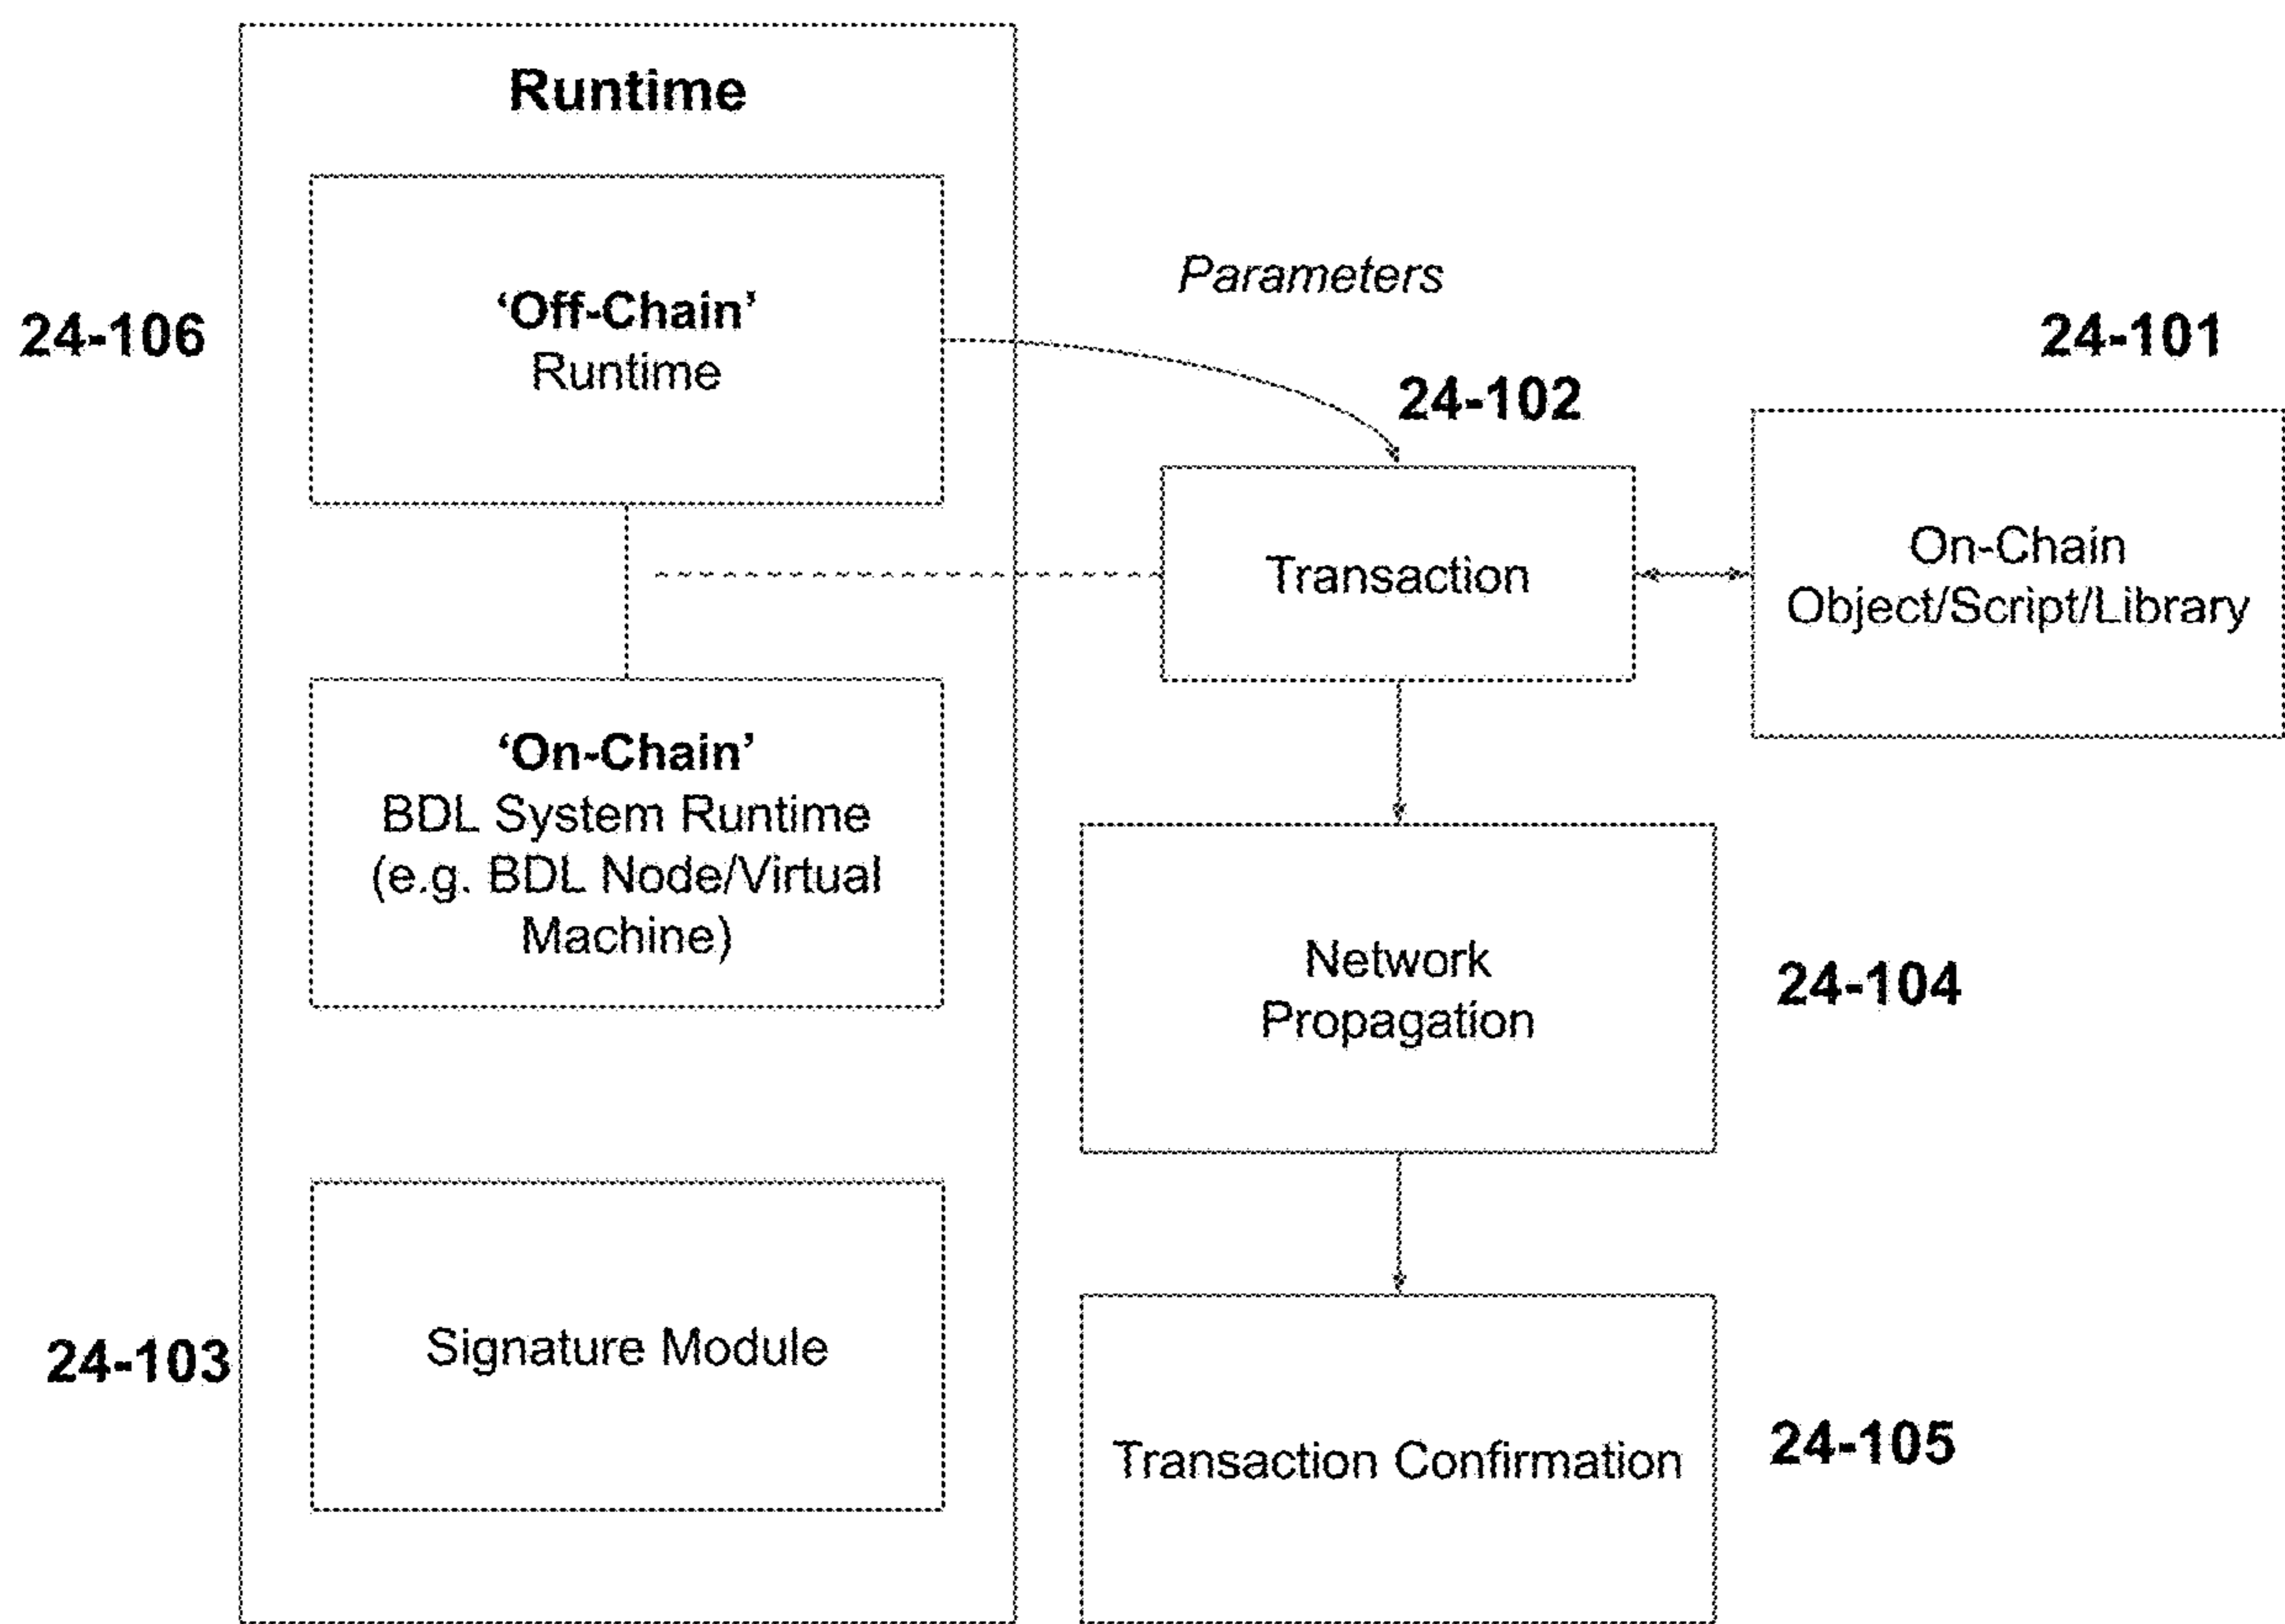 Runtime
24-106
‘Off-Chain’
Runtime
Parameters
24-102
24-101
Transaction
On-Chain
Object/Script/Library
‘On-Chain’
BDL System Runtime
(e.g. BDL Node/Virtual
Machine)
Network
Propagation
24-104
24-103
Signature Module
Transaction Confirmation
24-105